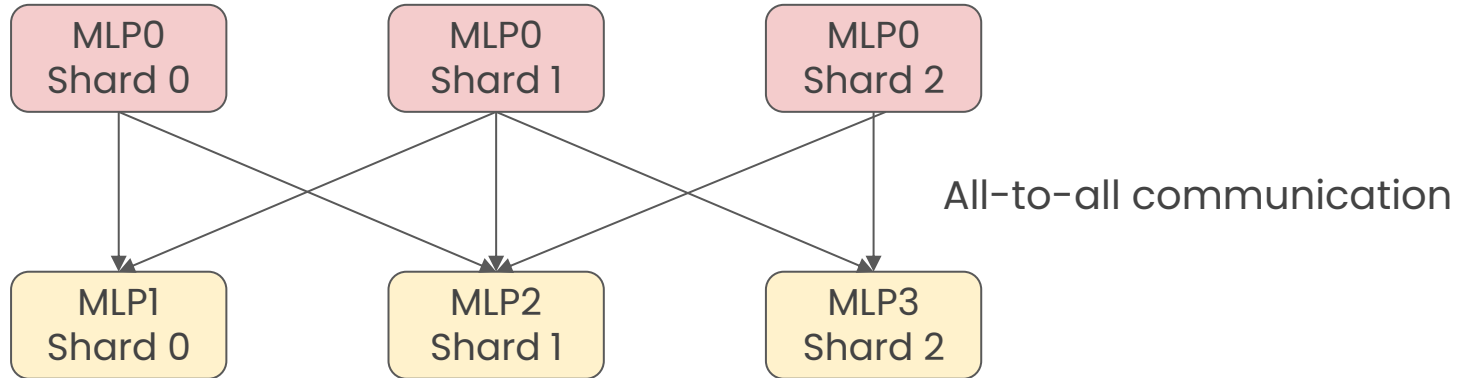 MLP0
Shard 0
MLP0
Shard 1
MLP0
Shard 2
All-to-all communication
MLP1
Shard 0
MLP2
Shard 1
MLP3
Shard 2